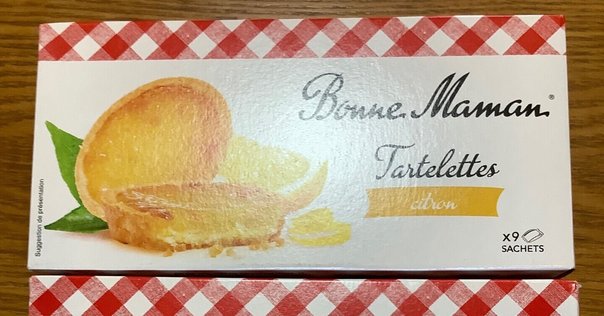 Bonne Maman®
Tartelettes
citron
x9
SACHETS
Suggestion de présentation